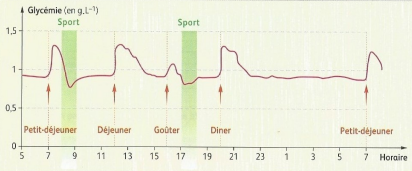 Glycémie (en g.L⁻¹)
Sport
Sport
1,5
1
0,5
0
Petit-déjeuner
Déjeuner
Goûter
Diner
Petit-déjeuner
5 7 9 11 13 15 17 19 21 23 1 3 5 7 Horaire